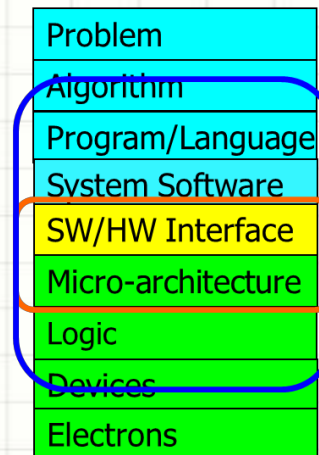 Problem
Algorithm
Program/Language
System Software
SW/HW Interface
Micro-architecture
Logic
Devices
Electrons